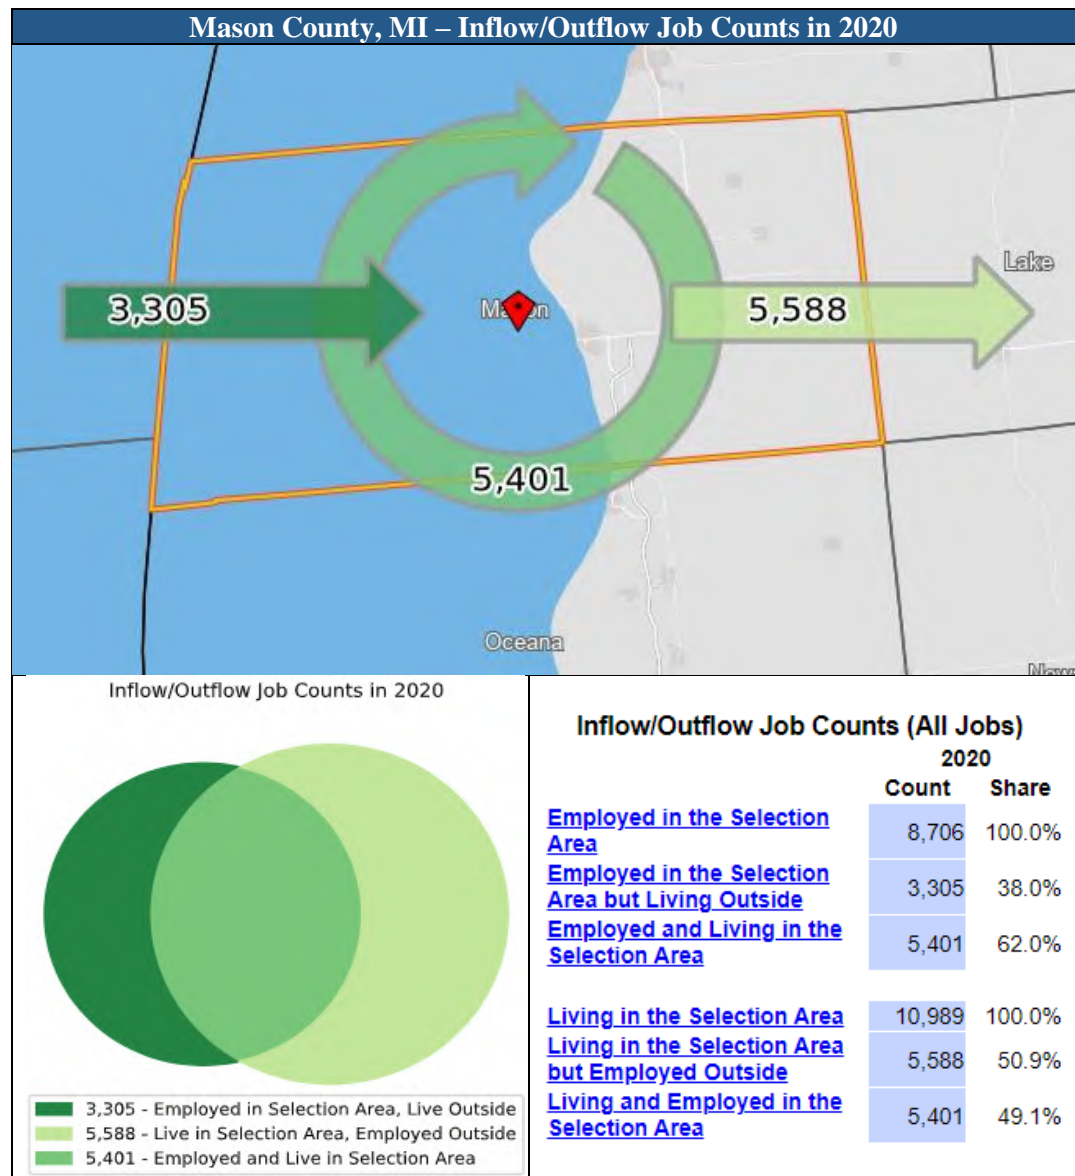 Mason County, MI – Inflow/Outflow Job Counts in 2020
Lake
3,305
5,588
5,401
Oceana
Inflow/Outflow Job Counts in 2020
3,305 - Employed in Selection Area, Live Outside
5,588 - Live in Selection Area, Employed Outside
5,401 - Employed and Live in Selection Area
Inflow/Outflow Job Counts (All Jobs)
2020
Count Share
Employed in the Selection
Area 8,706 100.0%
Employed in the Selection
Area but Living Outside 3,305 38.0%
Employed and Living in the
Selection Area 5,401 62.0%
Living in the Selection Area 10,989 100.0%
Living in the Selection Area
but Employed Outside 5,588 50.9%
Living and Employed in the
Selection Area 5,401 49.1%